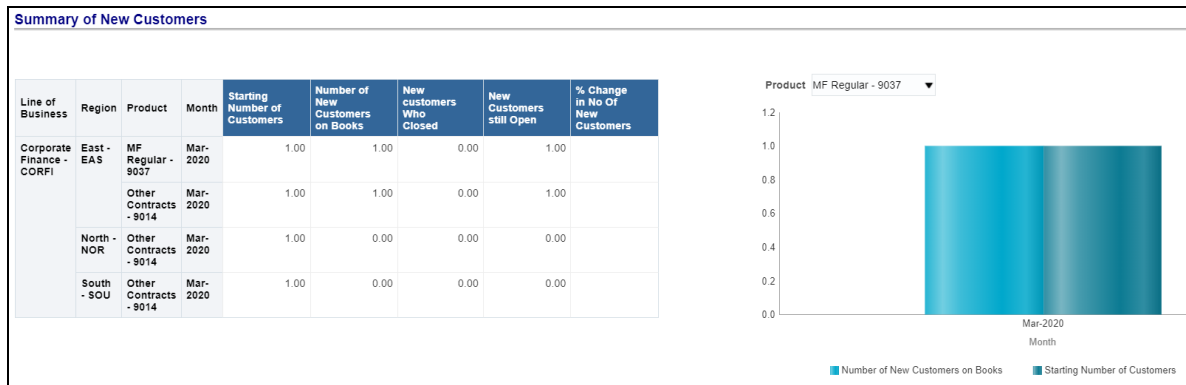 Summary of New Customers
Line of Business Region Product Month Starting Number of Customers Number of New Customers on Books New customers Who Closed New Customers still Open % Change in No Of New Customers
Corporate Finance - CORFI East - EAS MF Regular - 9037 Mar-2020 1.00 1.00 0.00 1.00
Other Contracts - 9014 Mar-2020 1.00 1.00 0.00 1.00
North - NOR Other Contracts - 9014 Mar-2020 1.00 0.00 0.00 0.00
South - SOU Other Contracts - 9014 Mar-2020 1.00 0.00 0.00 0.00
Product MF Regular - 9037
1.2
1.0
0.8
0.6
0.4
0.2
0.0
Mar-2020
Month
Number of New Customers on Books Starting Number of Customers